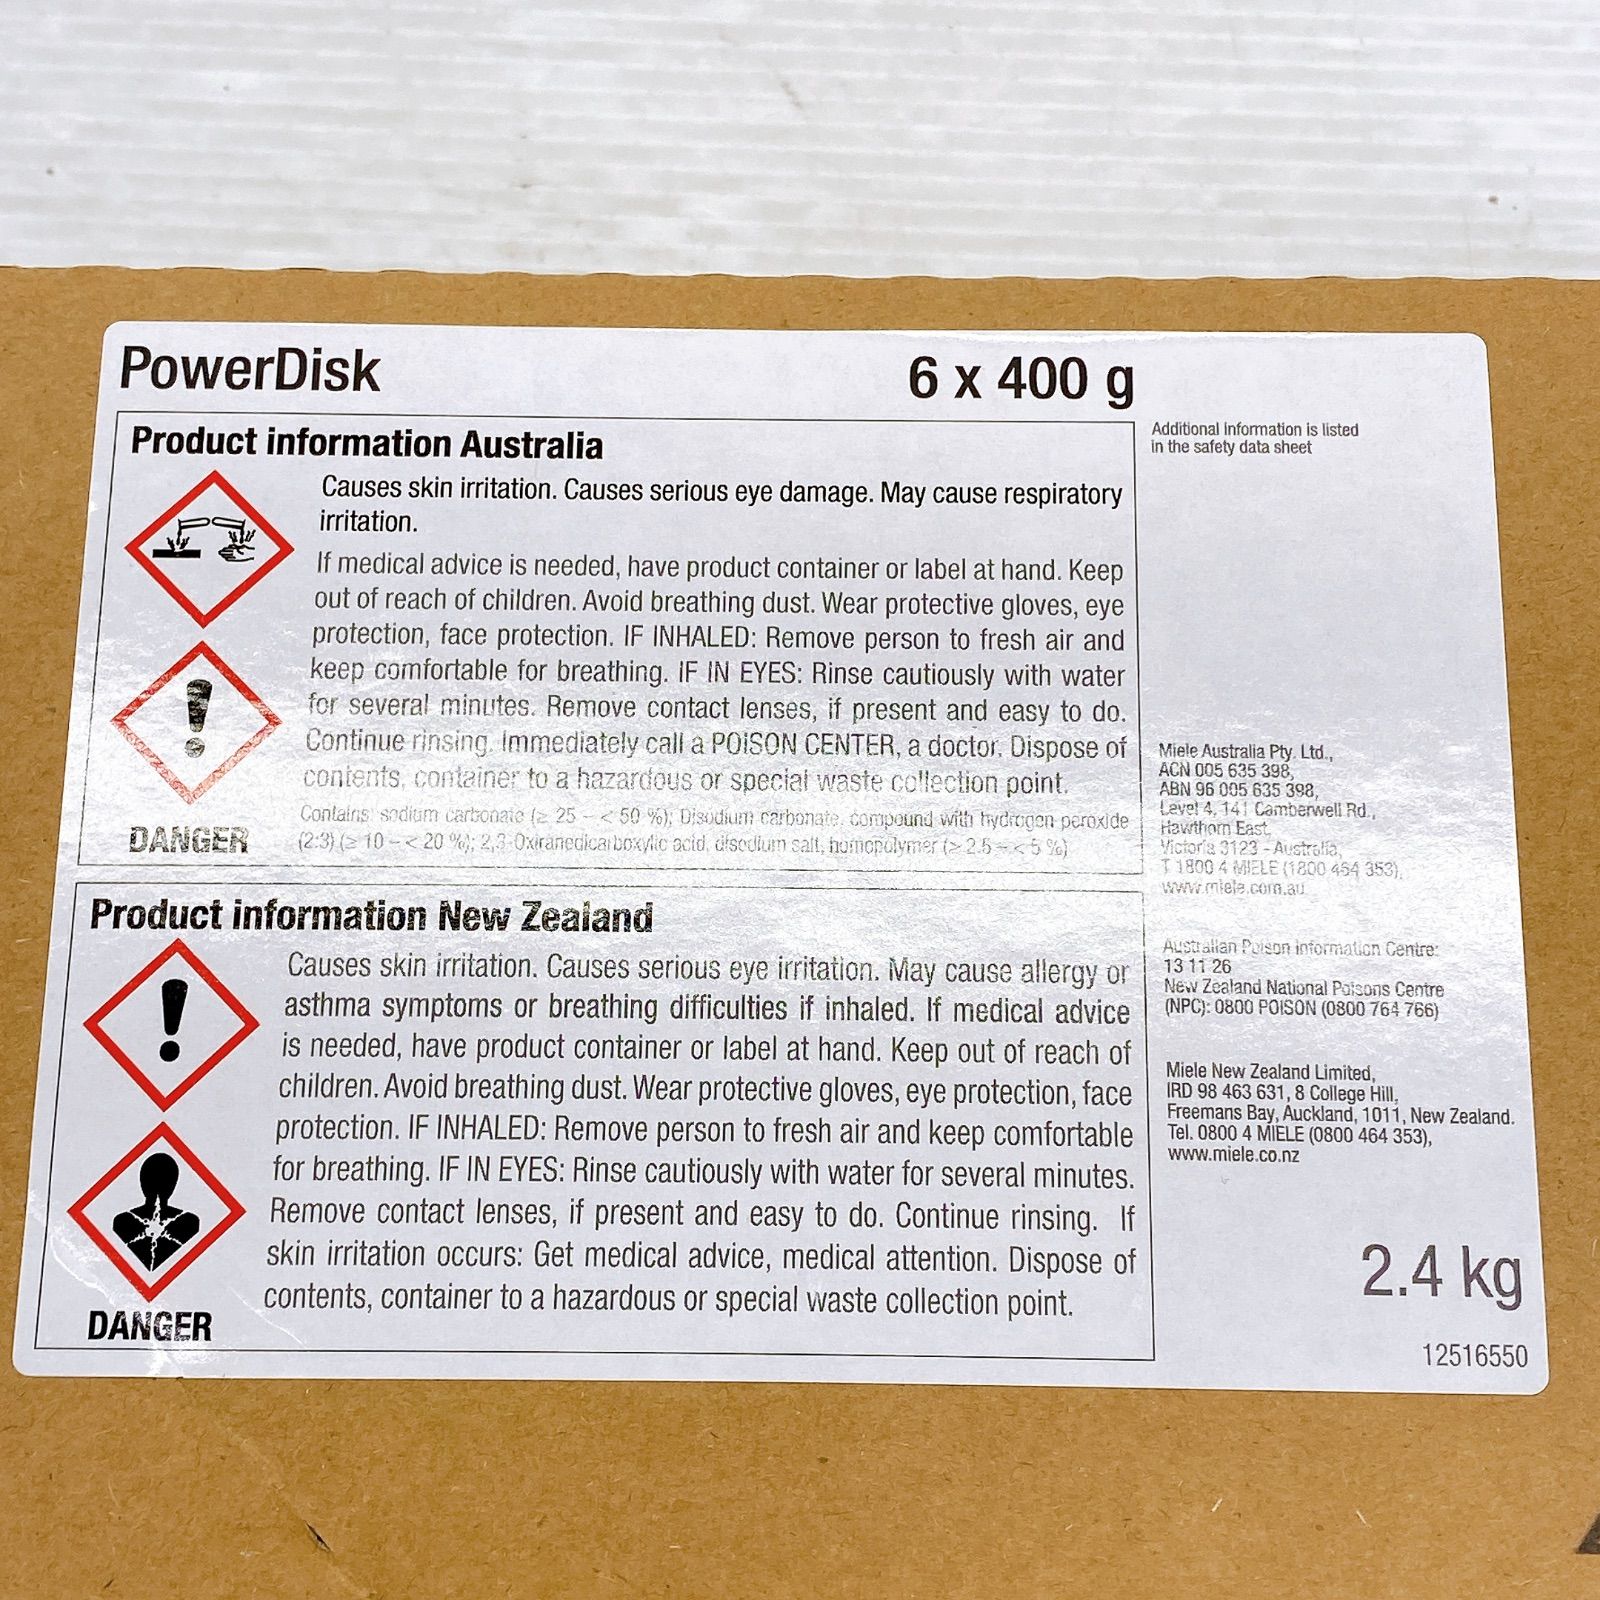 PowerDisk
6 x 400 g
Product information Australia
Causes skin irritation. Causes serious eye damage. May cause respiratory
irritation.
If medical advice is needed, have product container or label at hand. Keep
out of reach of children. Avoid breathing dust. Wear protective gloves, eye
protection, face protection. IF INHALED: Remove person to fresh air and
keep comfortable for breathing. IF IN EYES: Rinse cautiously with water
for several minutes. Remove contact lenses, if present and easy to do.
Continue rinsing. Immediately call a POISON CENTER, a doctor. Dispose of
contents, container to a hazardous or special waste collection point.
Contains: sodium carbonate (≥ 25 - < 50 %); Disodium carbonate, compound with hydrogen peroxide
(2:3) (≥ 10 - < 20 %); 2,3-Oxiranedicarboxylic acid, disodium salt, homopolymer (≥ 2.5 - < 5 %)
DANGER
Product information New Zealand
Causes skin irritation. Causes serious eye irritation. May cause allergy or
asthma symptoms or breathing difficulties if inhaled. If medical advice
is needed, have product container or label at hand. Keep out of reach of
children. Avoid breathing dust. Wear protective gloves, eye protection, face
protection. IF INHALED: Remove person to fresh air and keep comfortable
for breathing. IF IN EYES: Rinse cautiously with water for several minutes.
Remove contact lenses, if present and easy to do. Continue rinsing. If
skin irritation occurs: Get medical advice, medical attention. Dispose of
contents, container to a hazardous or special waste collection point.
DANGER
Additional information is listed
in the safety data sheet
Miele Australia Pty. Ltd.,
ACN 005 635 398,
ABN 96 005 635 398,
Level 4, 141 Camberwell Rd.,
Hawthorn East,
Victoria 3123 - Australia,
T 1800 4 MIELE (1800 464 353),
www.miele.com.au
Australian Poison information Centre:
13 11 26
New Zealand National Poisons Centre
(NPC): 0800 POISON (0800 764 766)
Miele New Zealand Limited,
IRD 98 463 631, 8 College Hill,
Freemans Bay, Auckland, 1011, New Zealand.
Tel. 0800 4 MIELE (0800 464 353),
www.miele.co.nz
2.4 kg
12516550